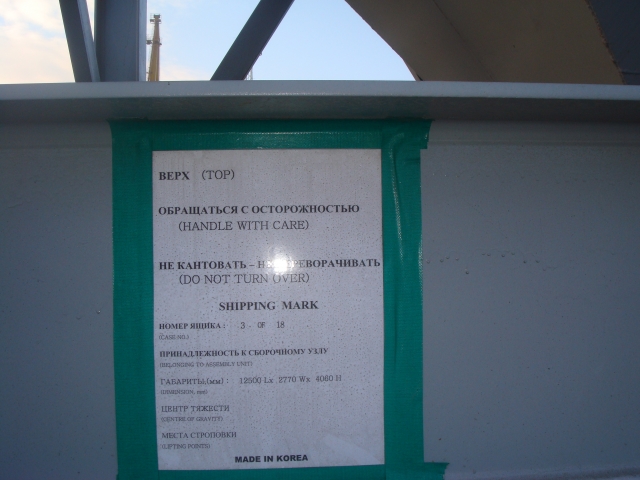 ВЕРХ (TOP)
ОБРАЩАТЬСЯ С ОСТОРОЖНОСТЬЮ
(HANDLE WITH CARE)
НЕ КАНТОВАТЬ –
(DO NOT TURN OVER)
SHIPPING MARK
НОМЕР ЯЩИКА : 3 - OF 18
(CASE NO.)
ПРИНАДЛЕЖНОСТЬ К СБОРОЧНОМУ УЗЛУ
(BELONGING TO ASSEMBLY UNIT)
ГАБАРИТЫ,(мм) : 12500 Lx 3770 Wx 4060 H
(DIMENSION, mm)
ЦЕНТР ТЯЖЕСТИ
(CENTRE OF GRAVITY)
МЕСТА СТРОПОВКИ
(LIFTING POINTS)
MADE IN KOREA